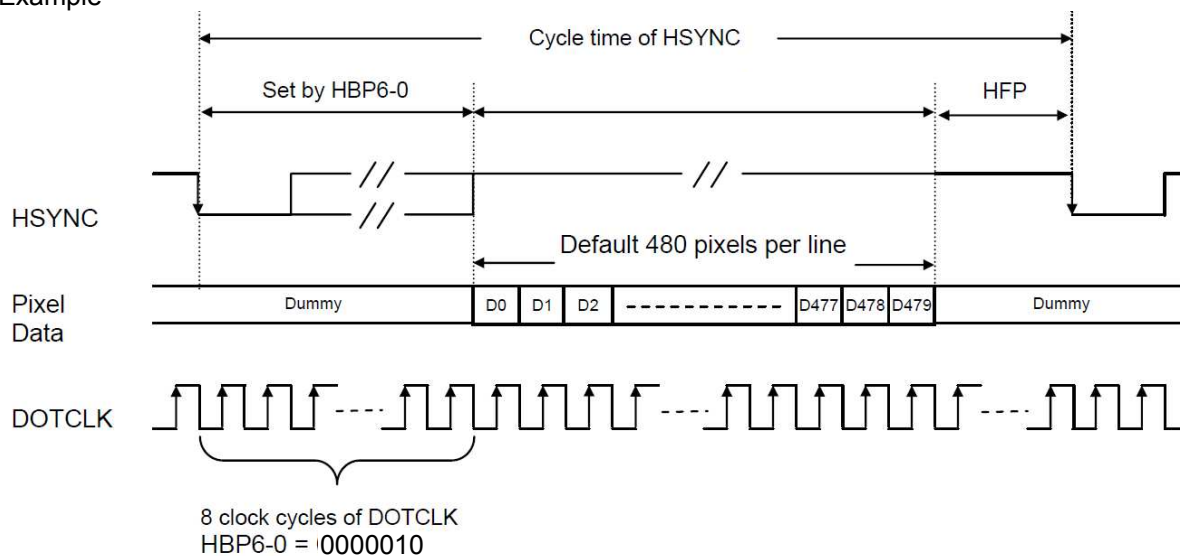 Example
Cycle time of HSYNC
Set by HBP6-0
HFP
HSYNC
Default 480 pixels per line
Pixel
Data
Dummy
D0
D1
D2
D477
D478
D479
Dummy
DOTCLK
8 clock cycles of DOTCLK
HBP6-0 = 0000010